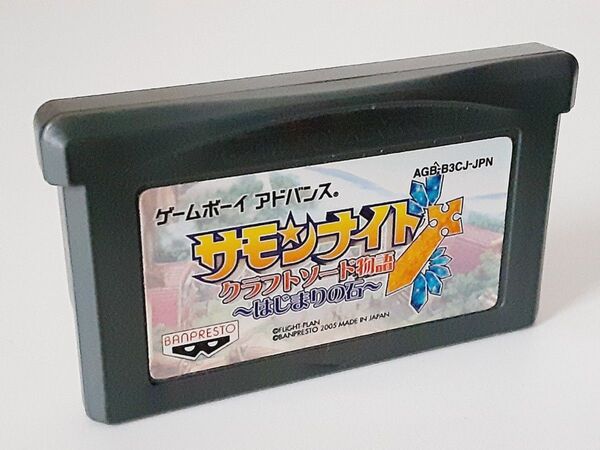 AGB-B3CJ-JPN
ゲームボーイ アドバンス®
サモンナイト
クラフトソード物語
～はじまりの石～
©FLIGHT-PLAN
©BANPRESTO 2005 MADE IN JAPAN
BANPRESTO